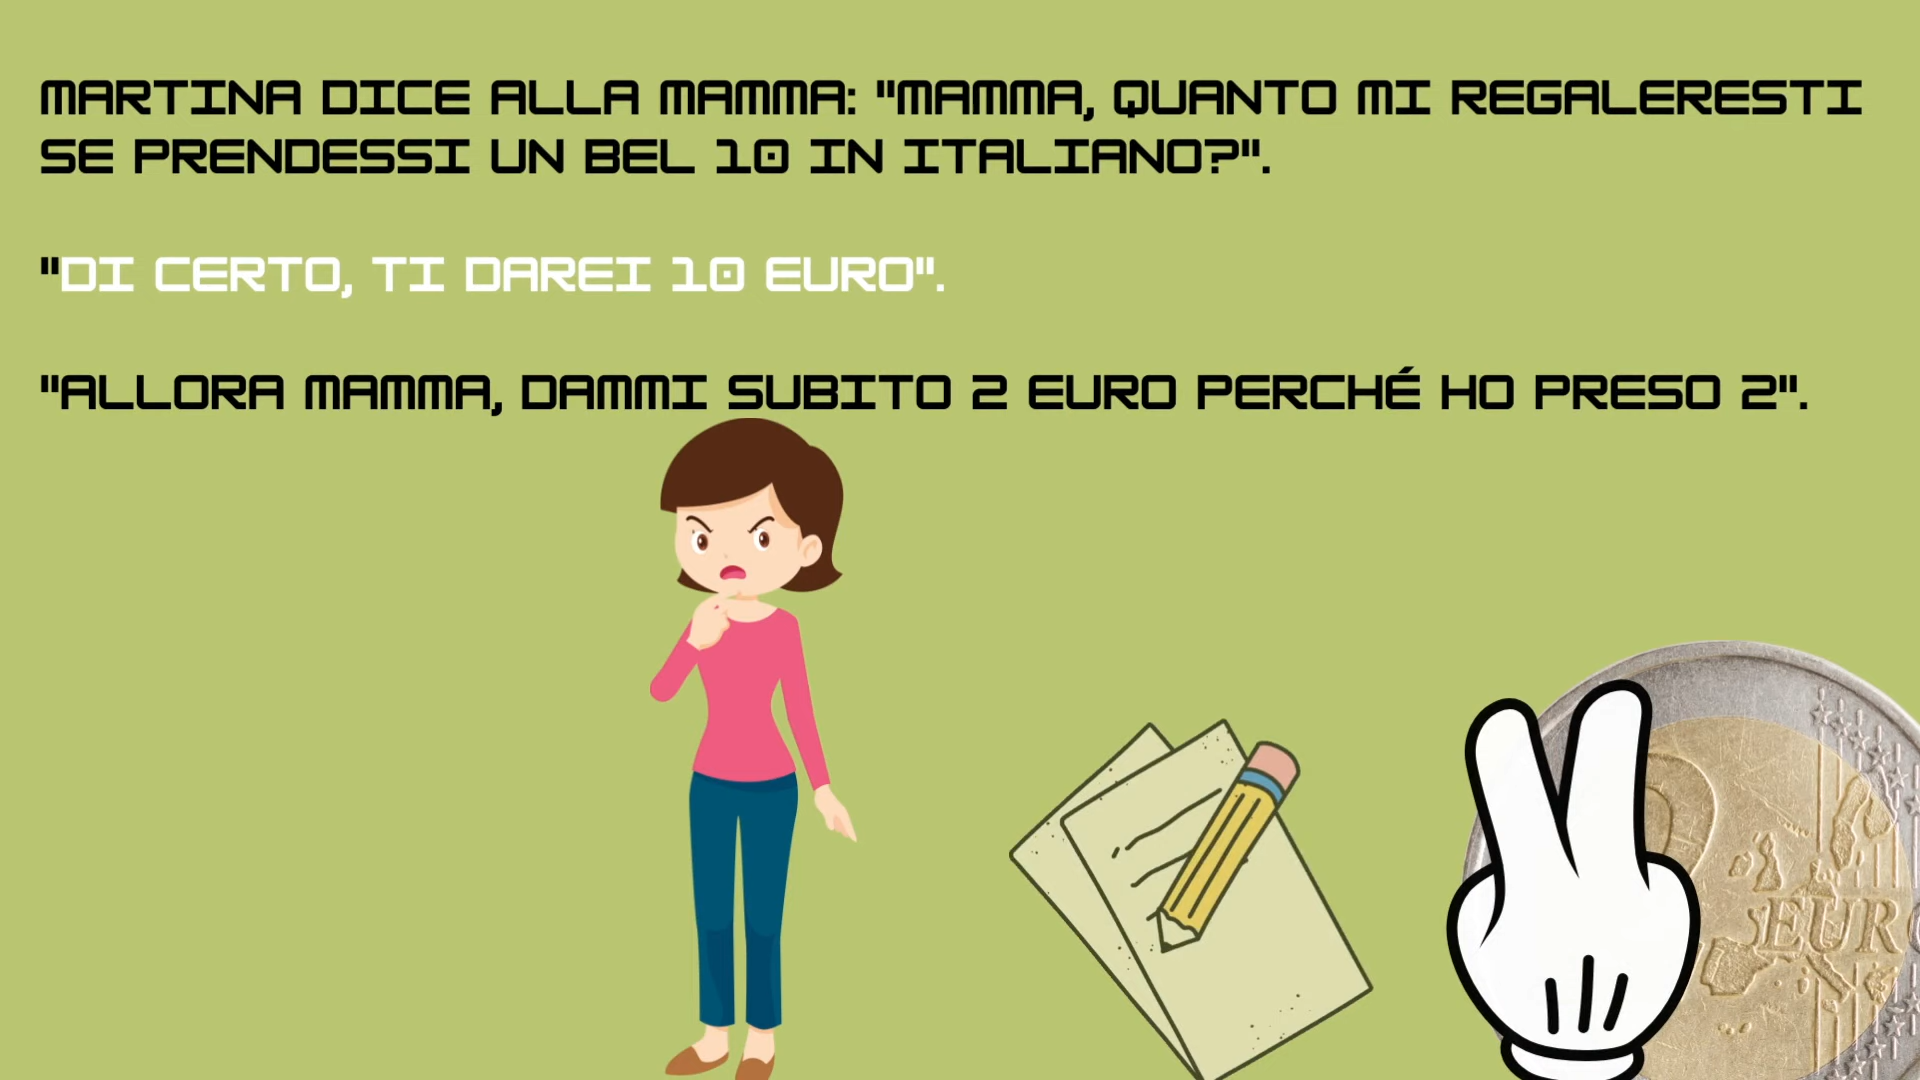 MARTINA DICE ALLA MAMMA: "MAMMA, QUANTO MI REGALERESTI
SE PRENDESSI UN BEL 10 IN ITALIANO?".
"DI CERTO, TI DAREI 10 EURO".
"ALLORA MAMMA, DAMMI SUBITO 2 EURO PERCHÉ HO PRESO 2".
EURO